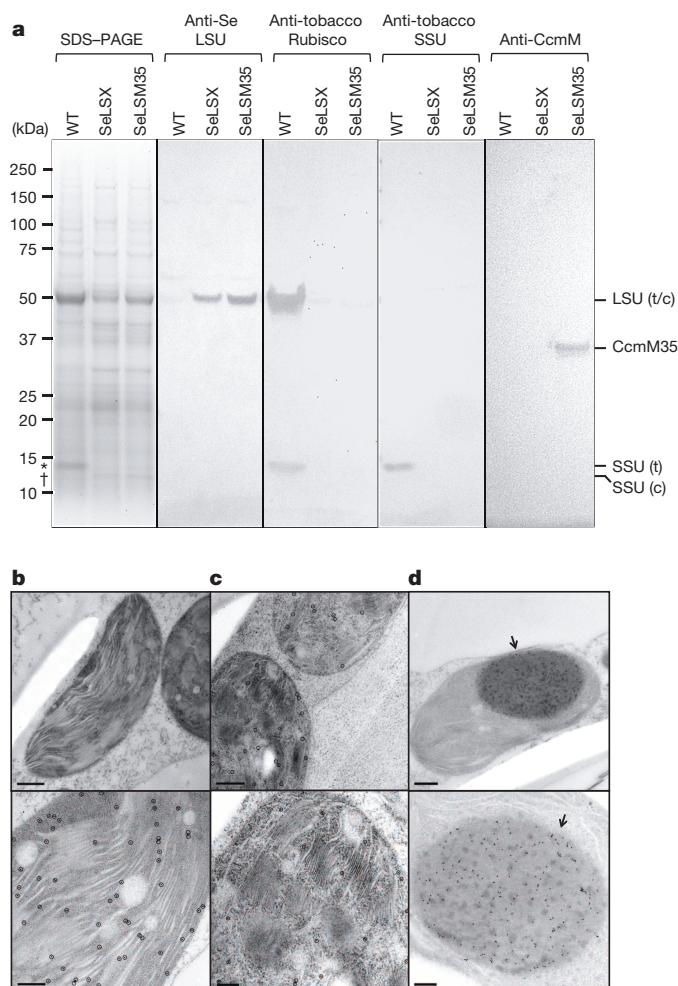 a
SDS–PAGE
Anti-Se
LSU
Anti-tobacco
Rubisco
Anti-tobacco
SSU
Anti-CcmM
(kDa)
WT
SeLSX
SeLSM35
WT
SeLSX
SeLSM35
WT
SeLSX
SeLSM35
WT
SeLSX
SeLSM35
WT
SeLSX
SeLSM35
250
150
100
75
50
37
25
20
15
*
†
10
LSU (t/c)
CcmM35
SSU (t)
SSU (c)
b
c
d